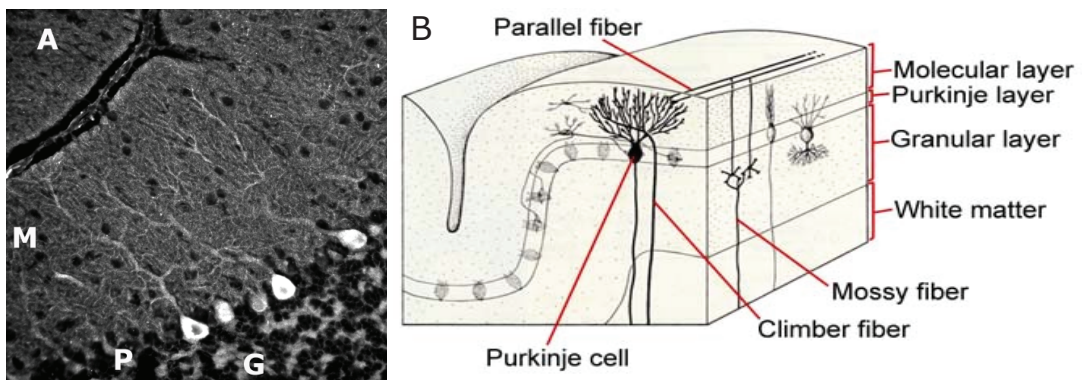 A
M
P
G
B
Parallel fiber
Molecular layer
Purkinje layer
Granular layer
White matter
Mossy fiber
Climber fiber
Purkinje cell